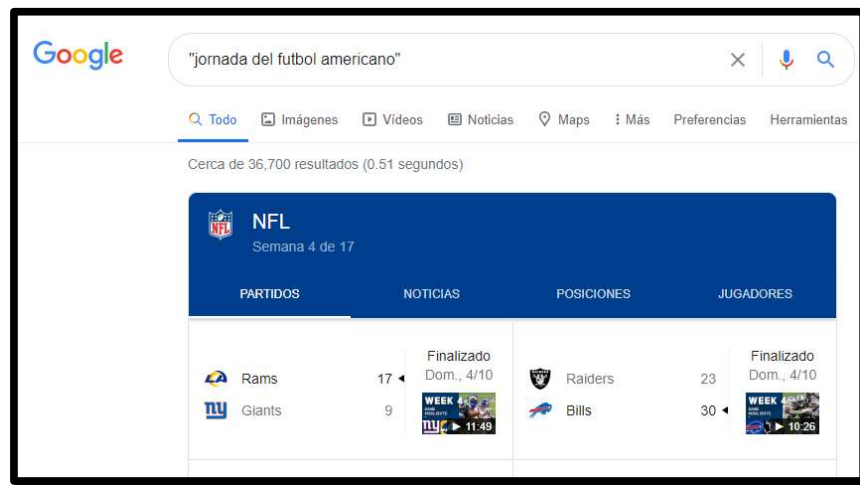 Google
"jornada del futbol americano"
Todo Imágenes Vídeos Noticias Maps Más Preferencias Herramientas
Cerca de 36,700 resultados (0.51 segundos)
NFL
NFL
Semana 4 de 17
PARTIDOS NOTICIAS POSICIONES JUGADORES
Finalizado
Rams 17 Dom., 4/10
Giants 9
WEEK 4
ny 11:49
Finalizado
Raiders 23 Dom., 4/10
Bills 30
WEEK 4
10:26